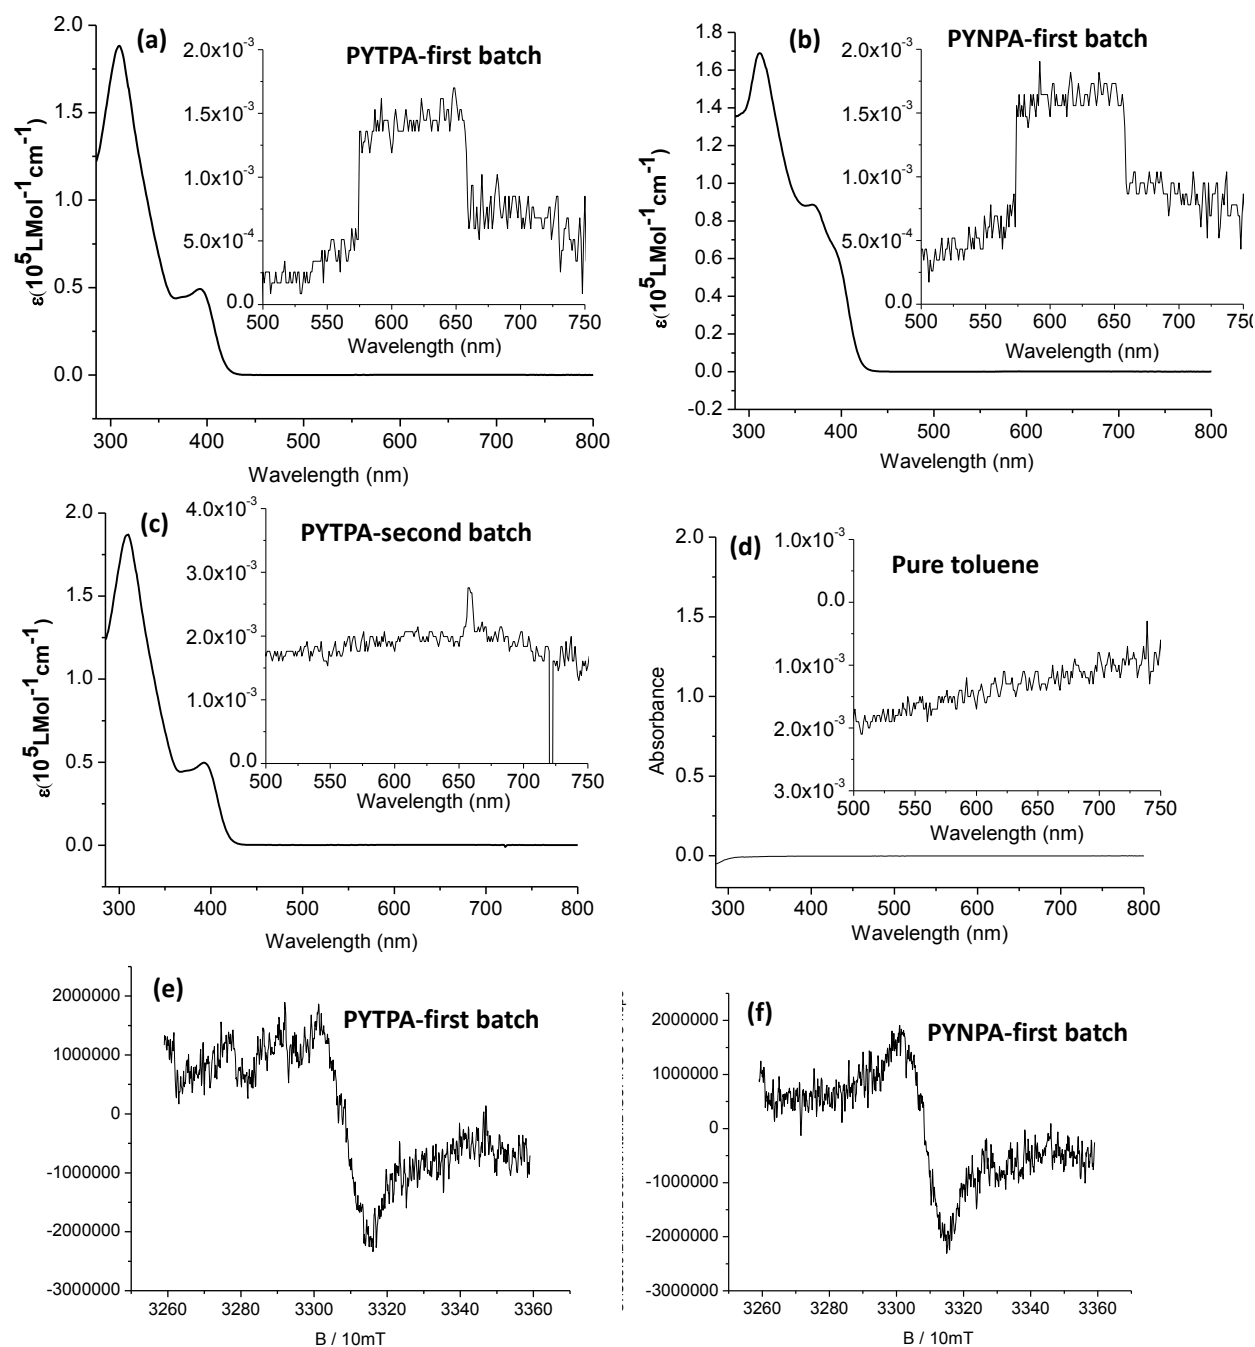 (a)
PYTPA-first batch
2.0
1.5
1.0
0.5
0.0
ε(10⁵LMol⁻¹cm⁻¹)
2.0x10⁻³
1.5x10⁻³
1.0x10⁻³
5.0x10⁻⁴
0.0
500 550 600 650 700 750
Wavelength (nm)
300 400 500 600 700 800
Wavelength (nm)
(b)
PYNPA-first batch
1.8
1.6
1.4
1.2
1.0
0.8
0.6
0.4
0.2
0.0
-0.2
ε(10⁵LMol⁻¹cm⁻¹)
2.0x10⁻³
1.5x10⁻³
1.0x10⁻³
5.0x10⁻⁴
0.0
500 550 600 650 700 750
Wavelength (nm)
300 400 500 600 700 800
Wavelength (nm)
(c)
PYTPA-second batch
2.0
1.5
1.0
0.5
0.0
ε(10⁵LMol⁻¹cm⁻¹)
4.0x10⁻³
3.0x10⁻³
2.0x10⁻³
1.0x10⁻³
0.0
500 550 600 650 700 750
Wavelength (nm)
300 400 500 600 700 800
Wavelength (nm)
(d)
Pure toluene
2.0
1.5
1.0
0.5
0.0
Absorbance
1.0x10⁻³
0.0
1.0x10⁻³
2.0x10⁻³
3.0x10⁻³
500 550 600 650 700 750
Wavelength (nm)
300 400 500 600 700 800
Wavelength (nm)
(e)
PYTPA-first batch
2000000
1000000
0
-1000000
-2000000
-3000000
3260 3280 3300 3320 3340 3360
B / 10mT
(f)
PYNPA-first batch
2000000
1000000
0
-1000000
-2000000
-3000000
3260 3280 3300 3320 3340 3360
B / 10mT